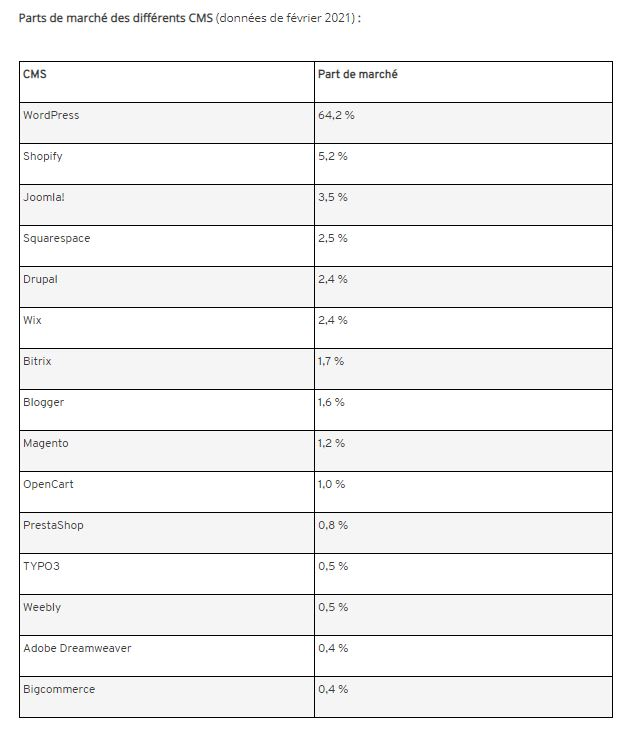 Parts de marché des différents CMS (données de février 2021) :
CMS Part de marché
WordPress 64,2 %
Shopify 5,2 %
Joomla! 3,5 %
Squarespace 2,5 %
Drupal 2,4 %
Wix 2,4 %
Bitrix 1,7 %
Blogger 1,6 %
Magento 1,2 %
OpenCart 1,0 %
PrestaShop 0,8 %
TYPO3 0,5 %
Weebly 0,5 %
Adobe Dreamweaver 0,4 %
Bigcommerce 0,4 %